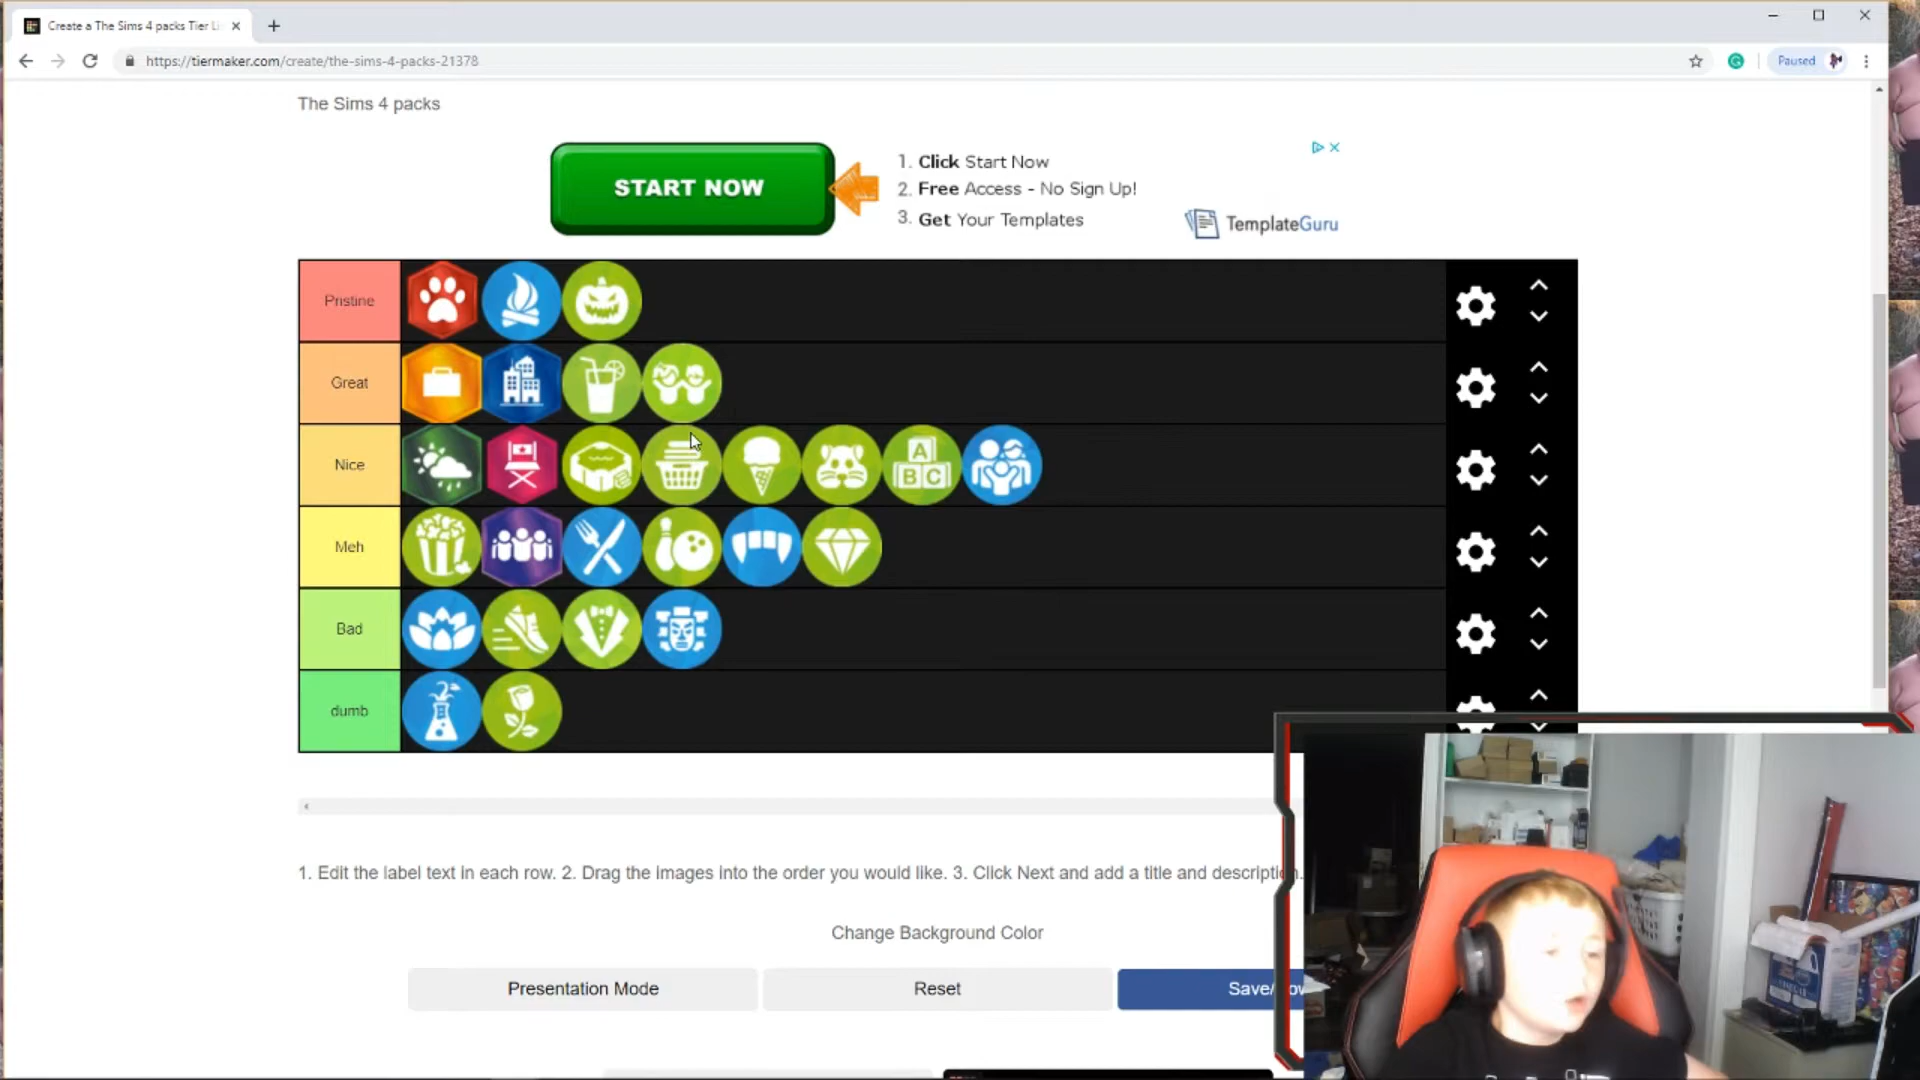 Create a The Sims 4 packs Tier Li
https://tiermaker.com/create/the-sims-4-packs-21378
Paused
The Sims 4 packs
START NOW
1. Click Start Now
2. Free Access - No Sign Up!
3. Get Your Templates
TemplateGuru
Pristine
Great
Nice
A
B C
Meh
Bad
dumb
1. Edit the label text in each row. 2. Drag the images into the order you would like. 3. Click Next and add a title and description.
Change Background Color
Presentation Mode
Reset
Save/